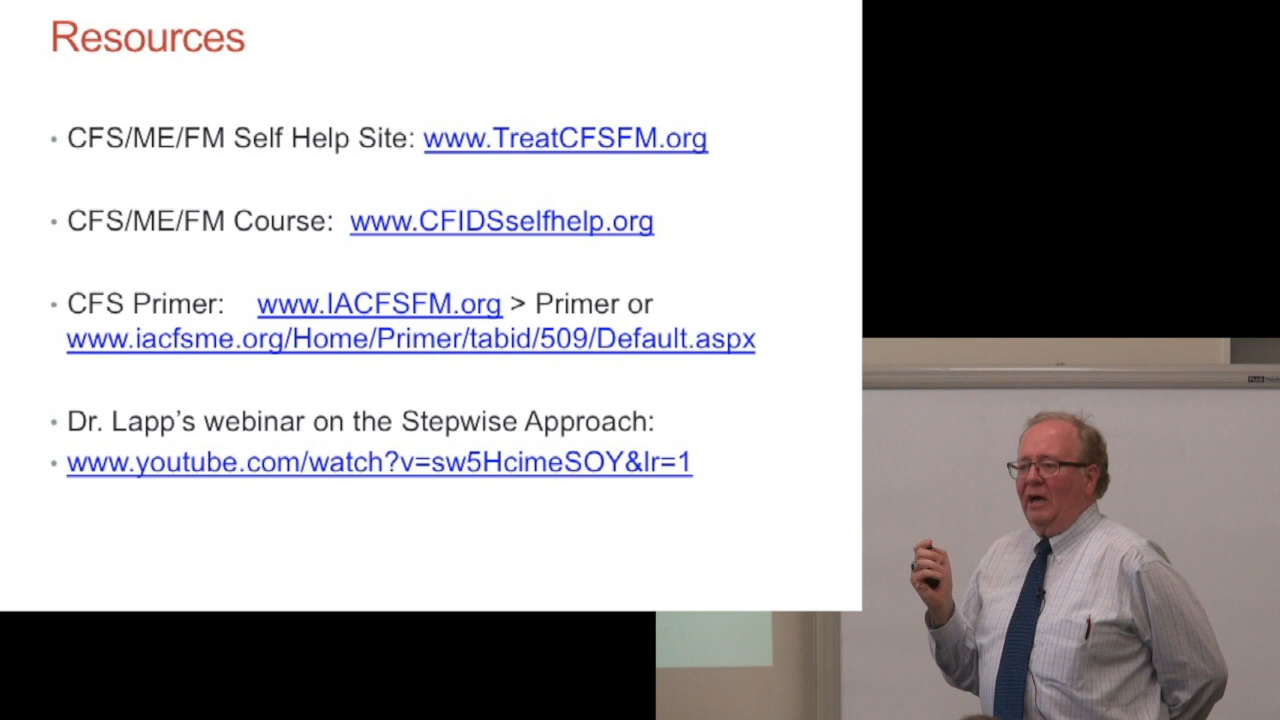 Resources
• CFS/ME/FM Self Help Site: www.TreatCFSFM.org
• CFS/ME/FM Course: www.CFIDSselfhelp.org
• CFS Primer: www.IACFSFM.org > Primer or
www.iacfsme.org/Home/Primer/tabid/509/Default.aspx
• Dr. Lapp’s webinar on the Stepwise Approach:
• www.youtube.com/watch?v=sw5HcimeSOY&lr=1